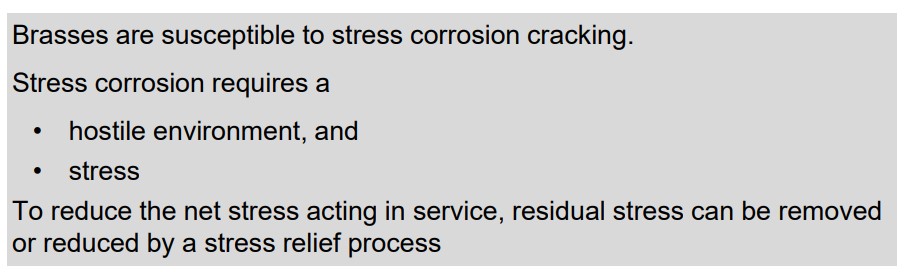 Brasses are susceptible to stress corrosion cracking.
Stress corrosion requires a
• hostile environment, and
• stress
To reduce the net stress acting in service, residual stress can be removed
or reduced by a stress relief process